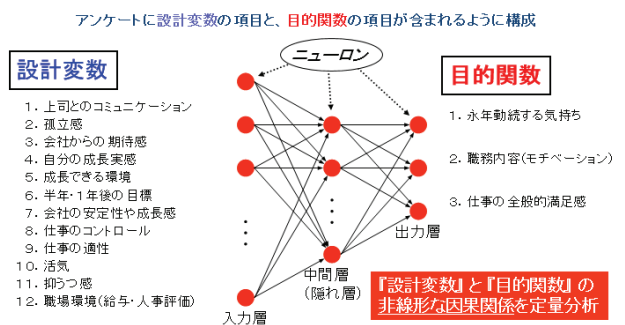 アンケートに設計変数の項目と、目的関数の項目が含まれるように構成
設計変数
1. 上司とのコミュニケーション
2. 孤立感
3. 会社からの期待感
4. 自分の成長実感
5. 成長できる環境
6. 半年・1年後の目標
7. 会社の安定性や成長感
8. 仕事のコントロール
9. 仕事の適性
10. 活気
11. 抑うつ感
12. 職場環境(給与・人事評価)
ニューロン
入力層
中間層
(隠れ層)
出力層
目的関数
1. 永年勤続する気持ち
2. 職務内容(モチベーション)
3. 仕事の全般的満足感
『設計変数』と『目的関数』の
非線形な因果関係を定量分析